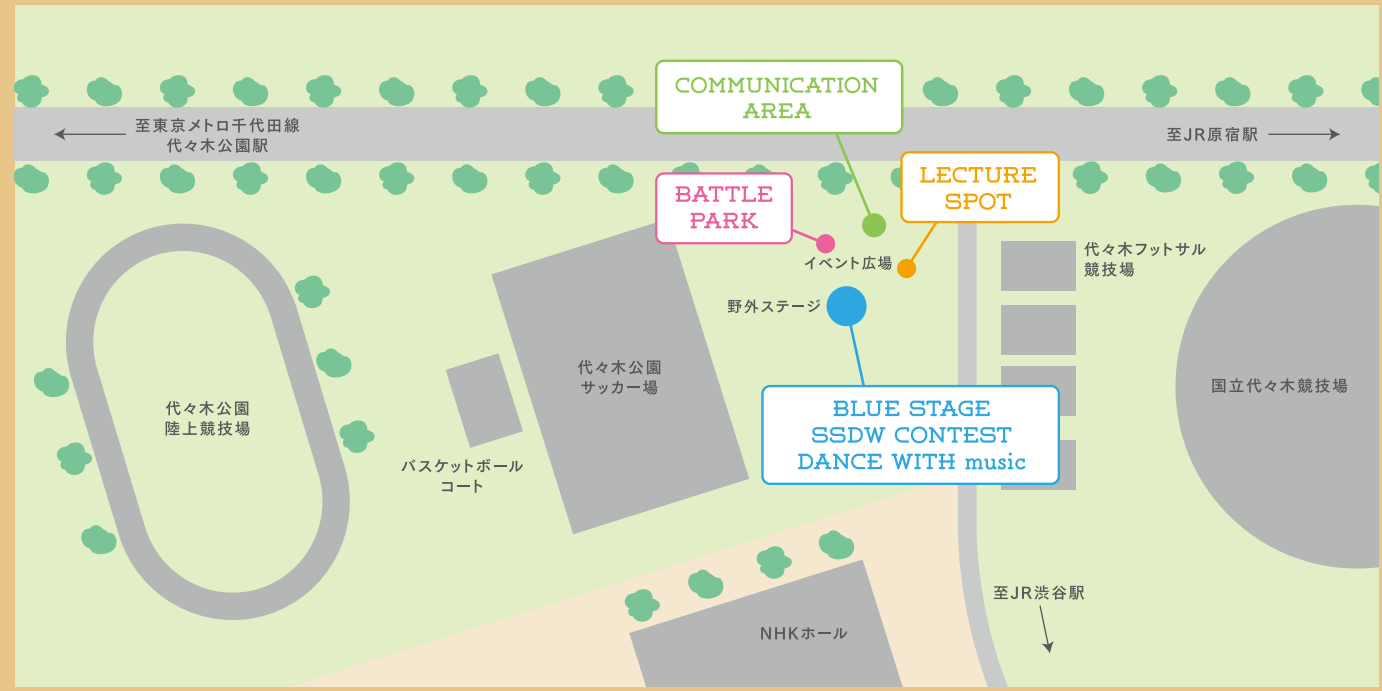 COMMUNICATION
AREA
至東京メトロ千代田線
代々木公園駅
至JR原宿駅
LECTURE
SPOT
BATTLE
PARK
イベント広場
代々木フットサル
競技場
野外ステージ
代々木公園
サッカー場
国立代々木競技場
BLUE STAGE
SSDW CONTEST
DANCE WITH music
代々木公園
陸上競技場
バスケットボール
コート
至JR渋谷駅
NHKホール